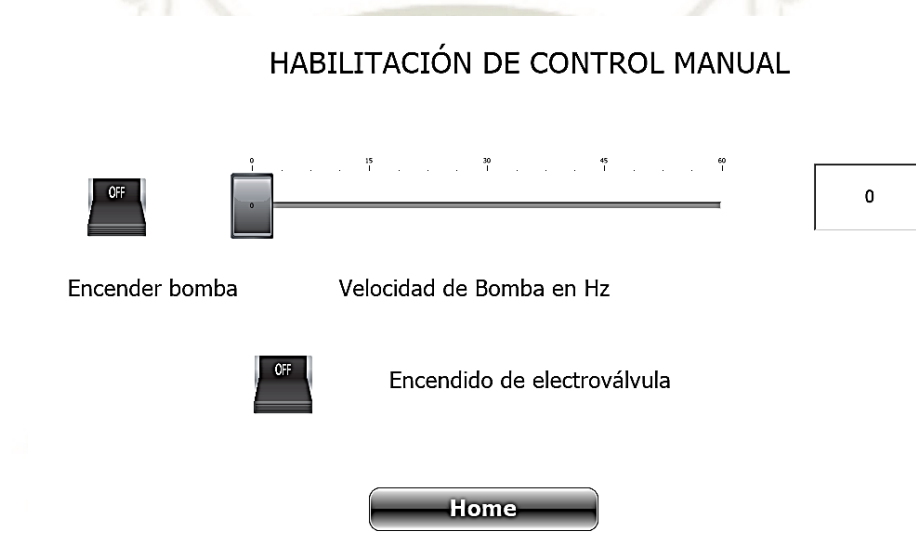 HABILITACIÓN DE CONTROL MANUAL
0 15 30 45 60
OFF
0
0
Encender bomba
Velocidad de Bomba en Hz
OFF
Encendido de electroválvula
Home